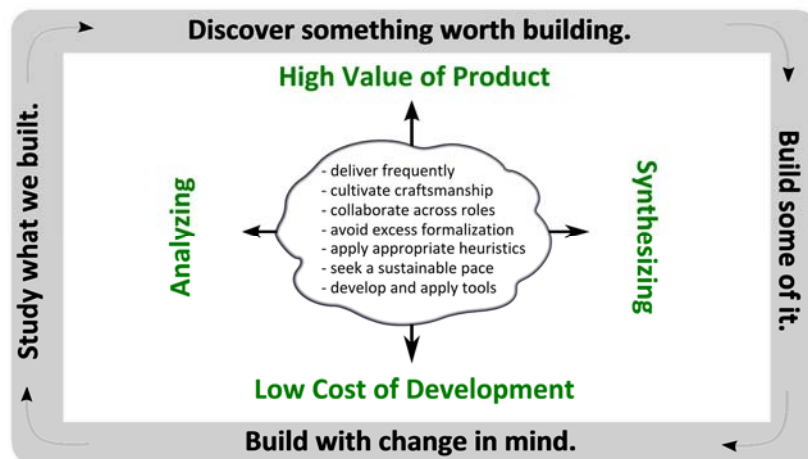 Discover something worth building.
High Value of Product
Study what we built.
Analyzing
- deliver frequently
- cultivate craftsmanship
- collaborate across roles
- avoid excess formalization
- apply appropriate heuristics
- seek a sustainable pace
- develop and apply tools
Synthesizing
Build some of it.
Low Cost of Development
Build with change in mind.